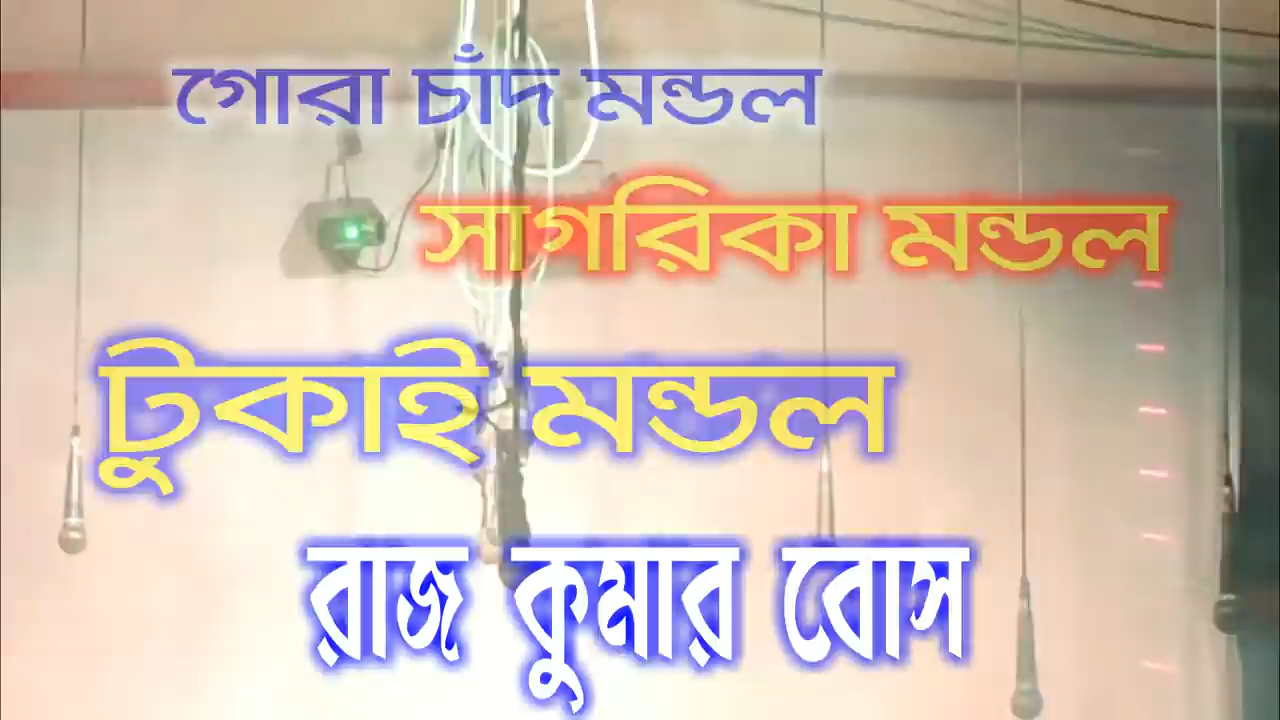 গোরা চাঁদ মন্ডল
সাগরিকা মন্ডল
টুকাই মন্ডল
রাজ কুমার বোস